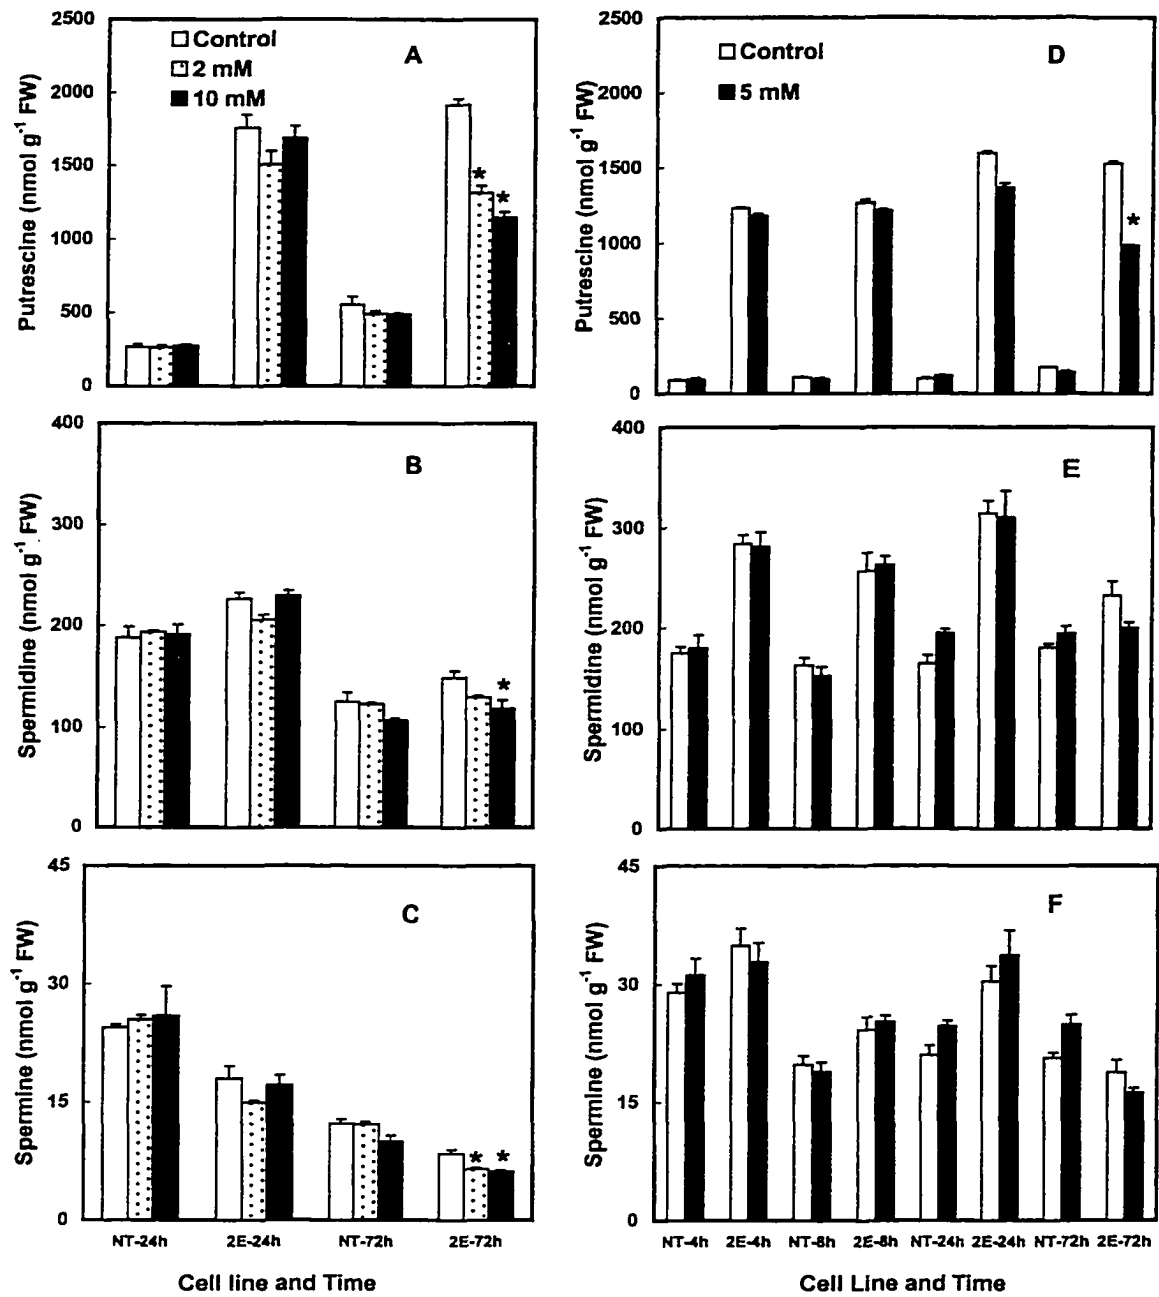 2500
2000
1500
1000
500
0
Putrescine (nmol g⁻¹ FW)
Control
2 mM
10 mM
A
*
*
2500
2000
1500
1000
500
0
Putrescine (nmol g⁻¹ FW)
Control
5 mM
D
*
400
300
200
100
0
Spermidine (nmol g⁻¹ FW)
B
*
400
300
200
100
0
Spermidine (nmol g⁻¹ FW)
E
45
30
15
0
Spermine (nmol g⁻¹ FW)
C
* *
NT-24h 2E-24h NT-72h 2E-72h
Cell line and Time
45
30
15
0
Spermine (nmol g⁻¹ FW)
F
NT-4h 2E-4h NT-8h 2E-8h NT-24h 2E-24h NT-72h 2E-72h
Cell Line and Time